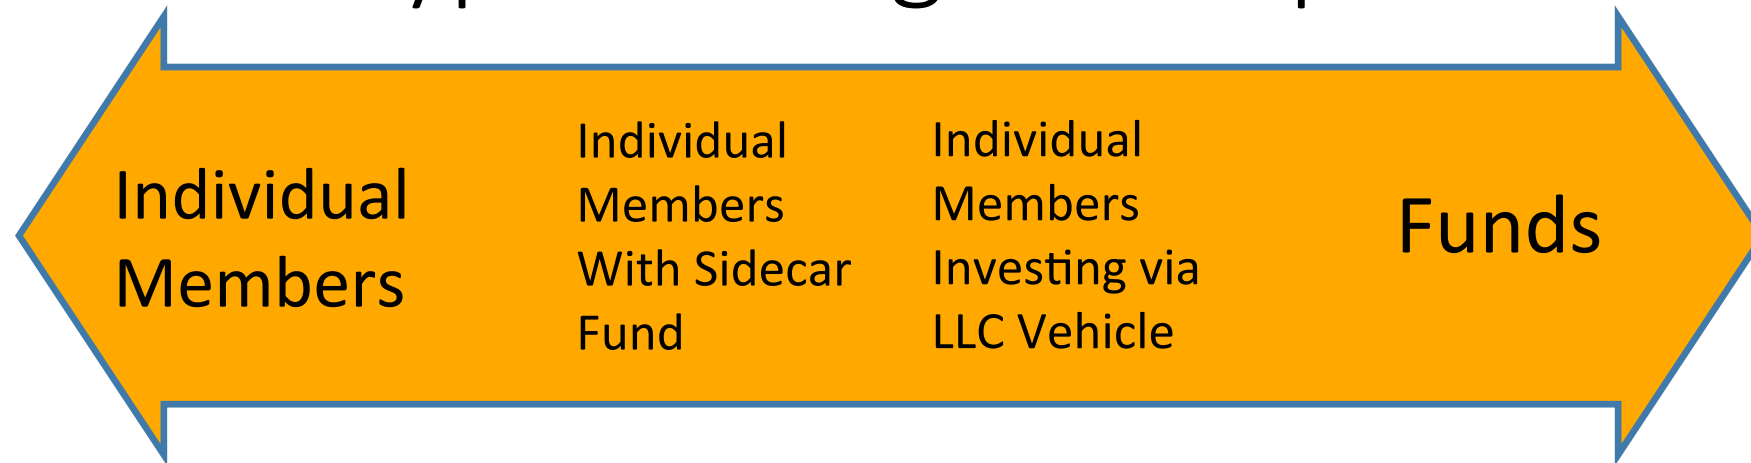 Individual
Members
Individual
Members
With Sidecar
Fund
Individual
Members
Investing via
LLC Vehicle
Funds